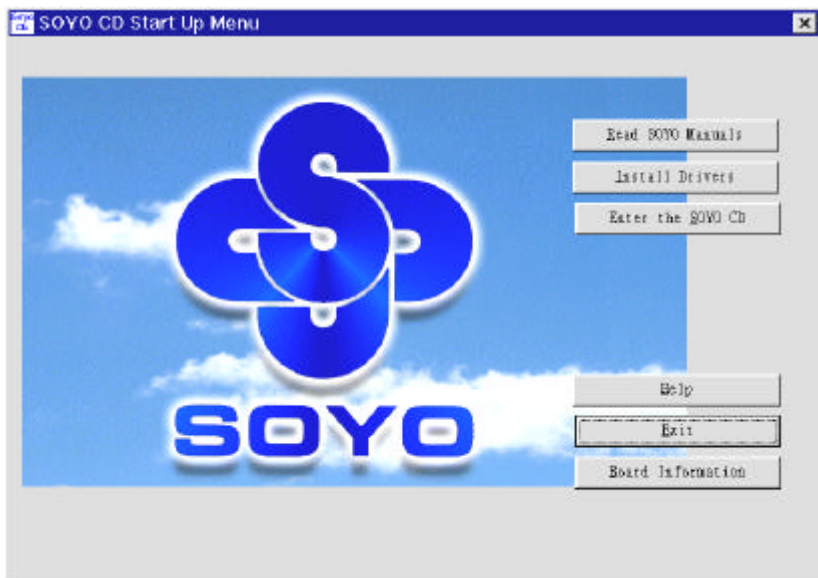 SOYO CD Start Up Menu
Read SOYO Manuals
Install Drivers
Enter the SOYO CD
SOYO
Help
Exit
Board Information